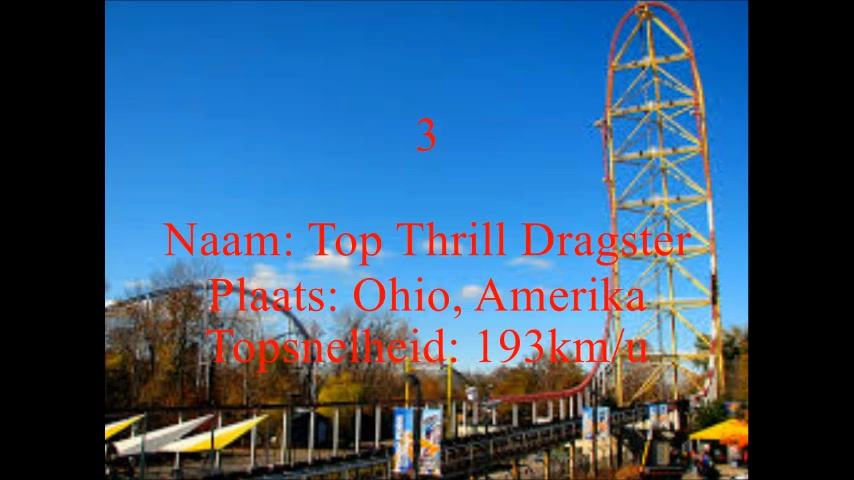 3
Naam: Top Thrill Dragster
Plaats: Ohio, Amerika
Topsnelheid: 193km/u